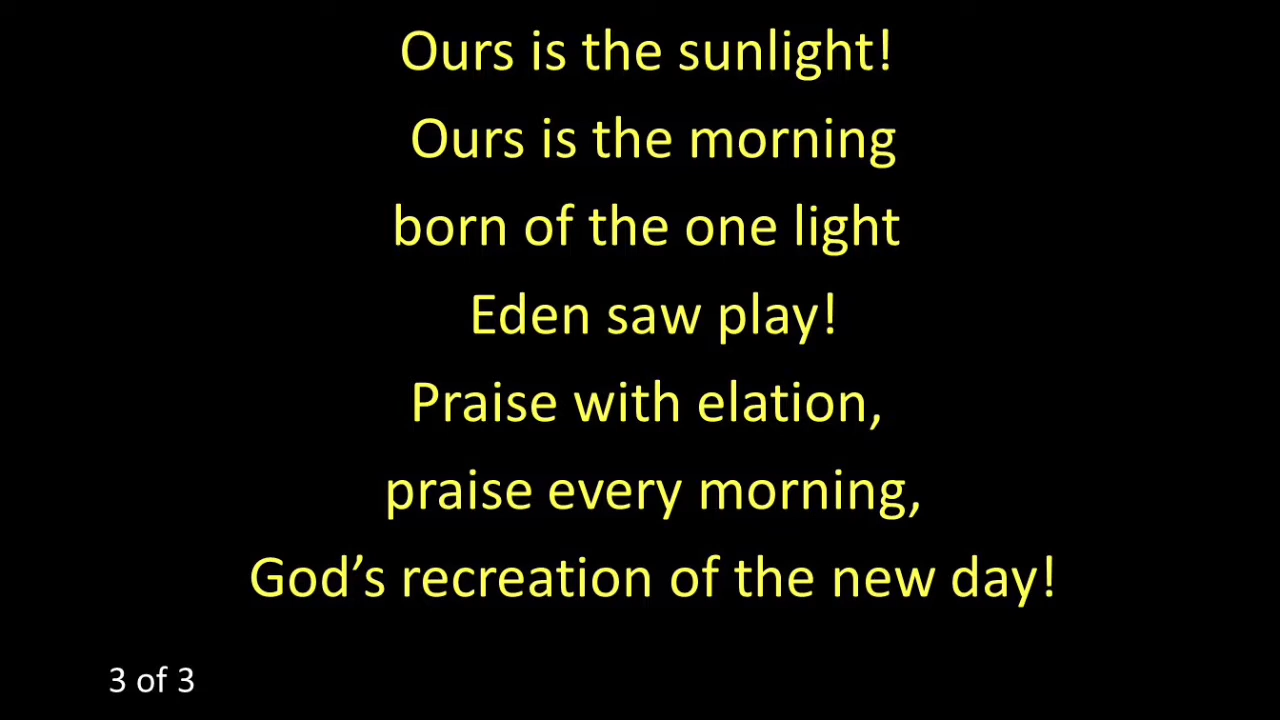 Ours is the sunlight!
Ours is the morning
born of the one light
Eden saw play!
Praise with elation,
praise every morning,
God’s recreation of the new day!
3 of 3